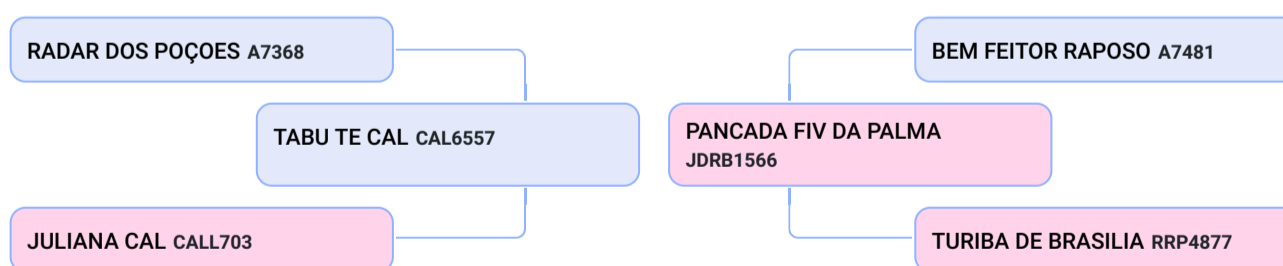 RADAR DOS POÇOES A7368
BEM FEITOR RAPOSO A7481
TABU TE CAL CAL6557
PANCADA FIV DA PALMA
JDRB1566
JULIANA CAL CALL703
TURIBA DE BRASILIA RRP4877